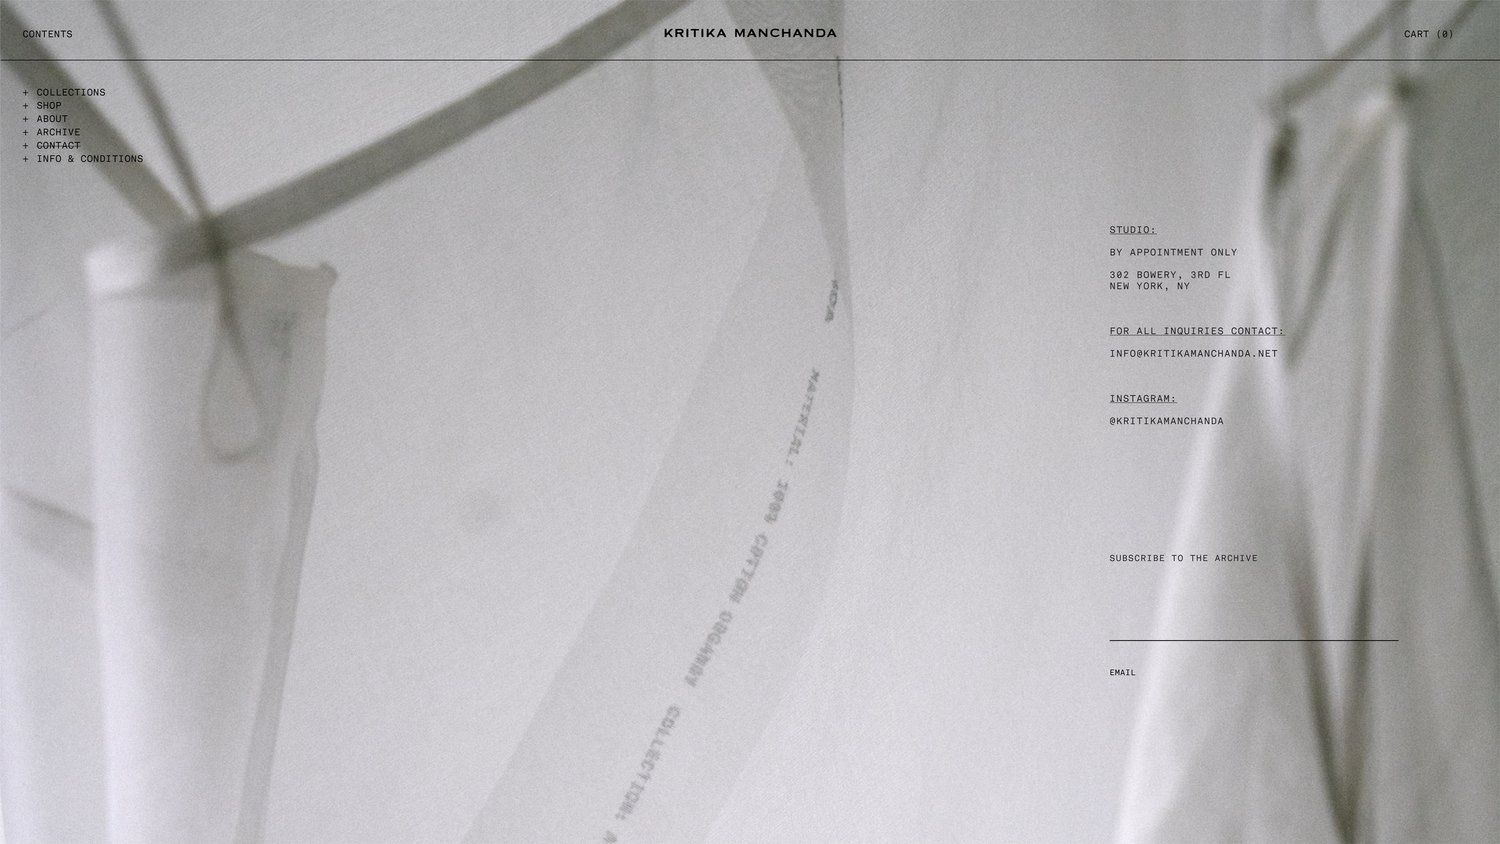 CONTENTS
KRITIKA MANCHANDA
CART (0)
+ COLLECTIONS
+ SHOP
+ ABOUT
+ ARCHIVE
+ CONTACT
+ INFO & CONDITIONS
STUDIO:
BY APPOINTMENT ONLY
302 BOWERY, 3RD FL
NEW YORK, NY
FOR ALL INQUIRIES CONTACT:
INFO@KRITIKAMANCHANDA.NET
INSTAGRAM:
@KRITIKAMANCHANDA
SUBSCRIBE TO THE ARCHIVE
EMAIL
MATERIAL: 100% COTTON ORGANDY COLLECTION: